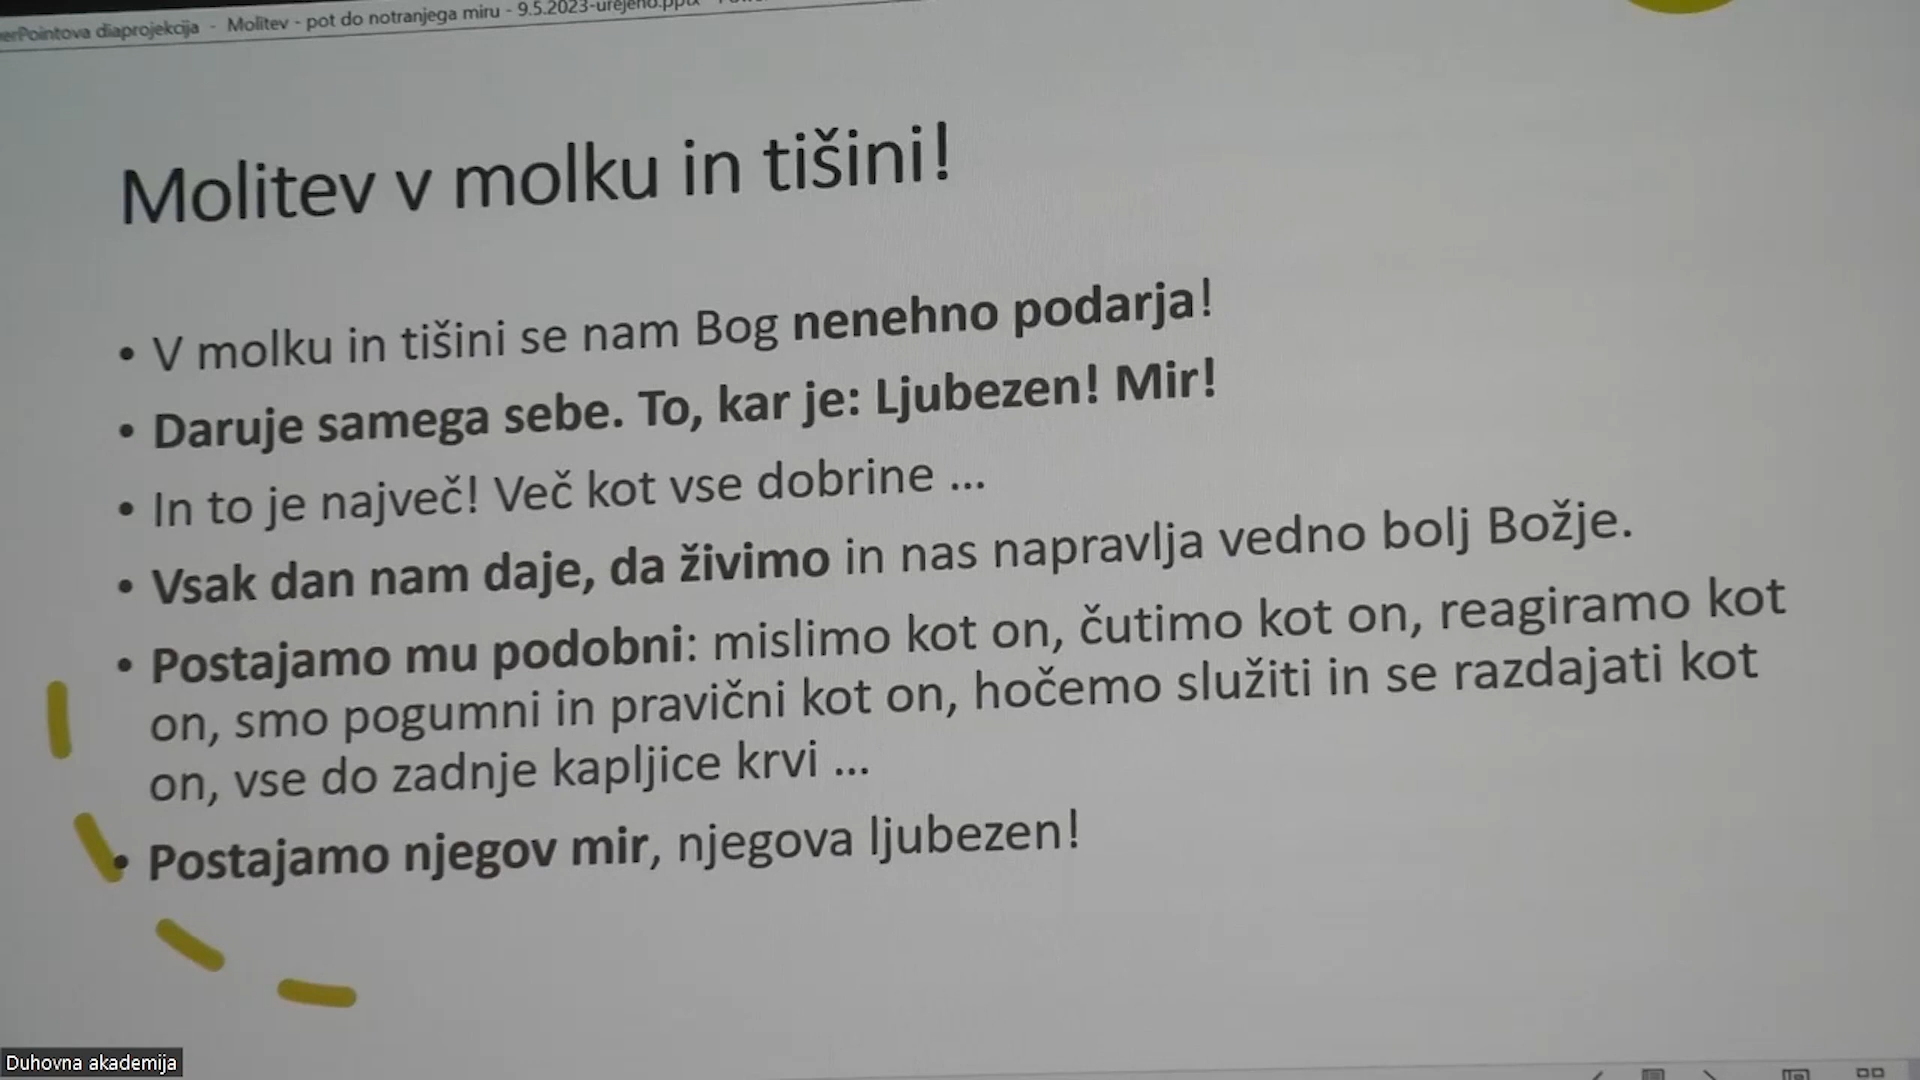 diaprojekcija - Molitev - pot do notranjega miru - 9.5.2023-urejeno.pptx
Molitev v molku in tišini!
• V molku in tišini se nam Bog nenehno podarja!
• Daruje samega sebe. To, kar je: Ljubezen! Mir!
• In to je največ! Več kot vse dobrine ...
• Vsak dan nam daje, da živimo in nas napravlja vedno bolj Božje.
• Postajamo mu podobni: mislimo kot on, čutimo kot on, reagiramo kot
on, smo pogumni in pravični kot on, hočemo služiti in se razdajati kot
on, vse do zadnje kapljice krvi ...
• Postajamo njegov mir, njegova ljubezen!
Duhovna akademija